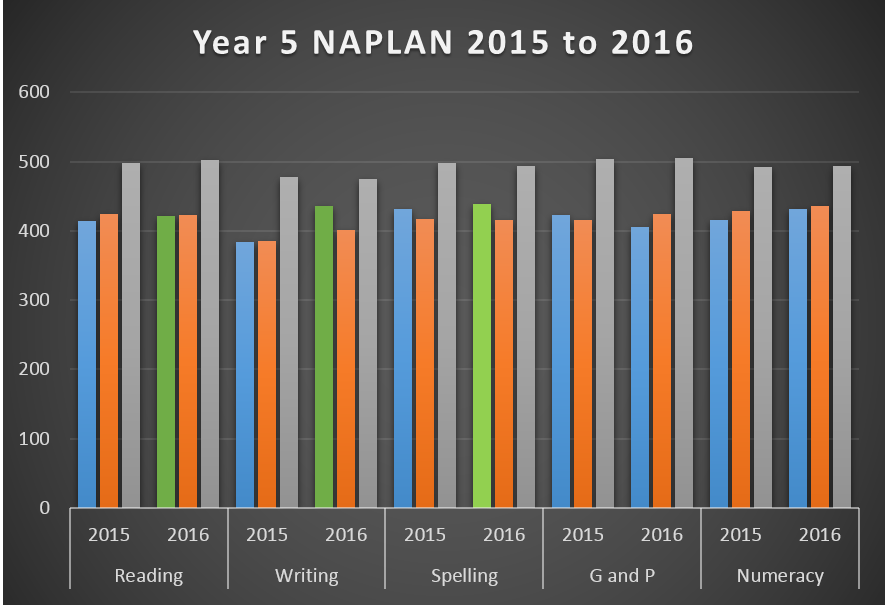 Year 5 NAPLAN 2015 to 2016
600
500
400
300
200
100
0
2015 2016 2015 2016 2015 2016 2015 2016 2015 2016
Reading Writing Spelling G and P Numeracy